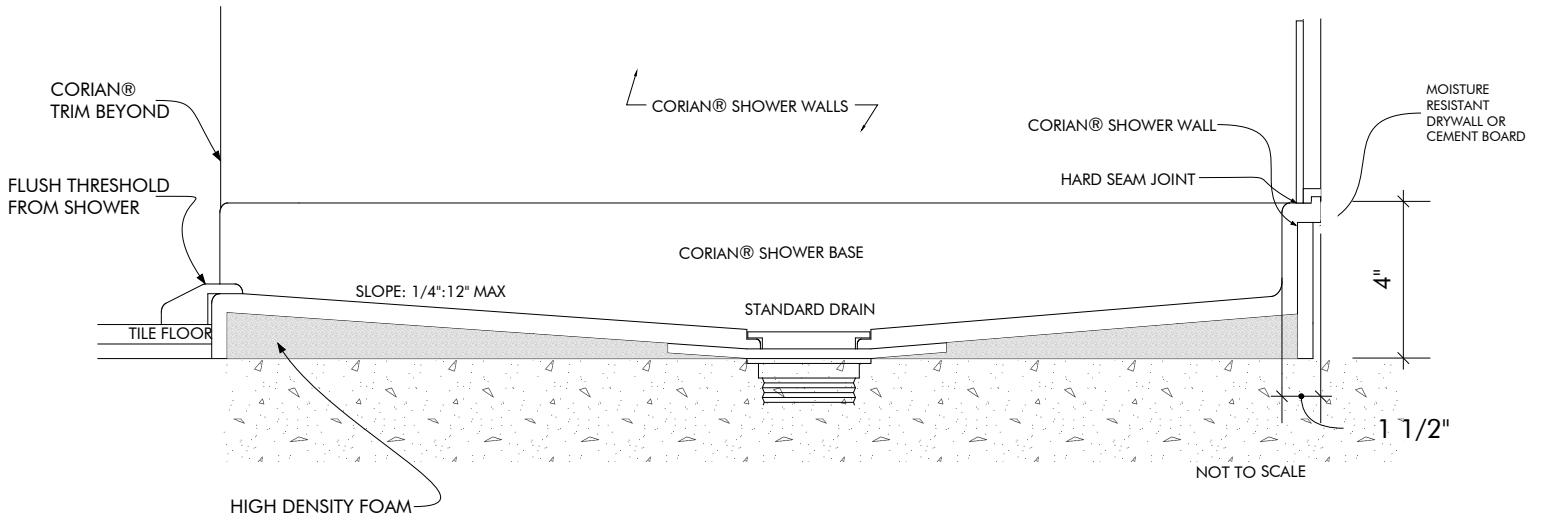 CORIAN®
TRIM BEYOND
CORIAN® SHOWER WALLS
MOISTURE
RESISTANT
DRYWALL OR
CEMENT BOARD
CORIAN® SHOWER WALL
FLUSH THRESHOLD
FROM SHOWER
HARD SEAM JOINT
CORIAN® SHOWER BASE
4"
SLOPE: 1/4":12" MAX
STANDARD DRAIN
TILE FLOOR
1 1/2"
NOT TO SCALE
HIGH DENSITY FOAM